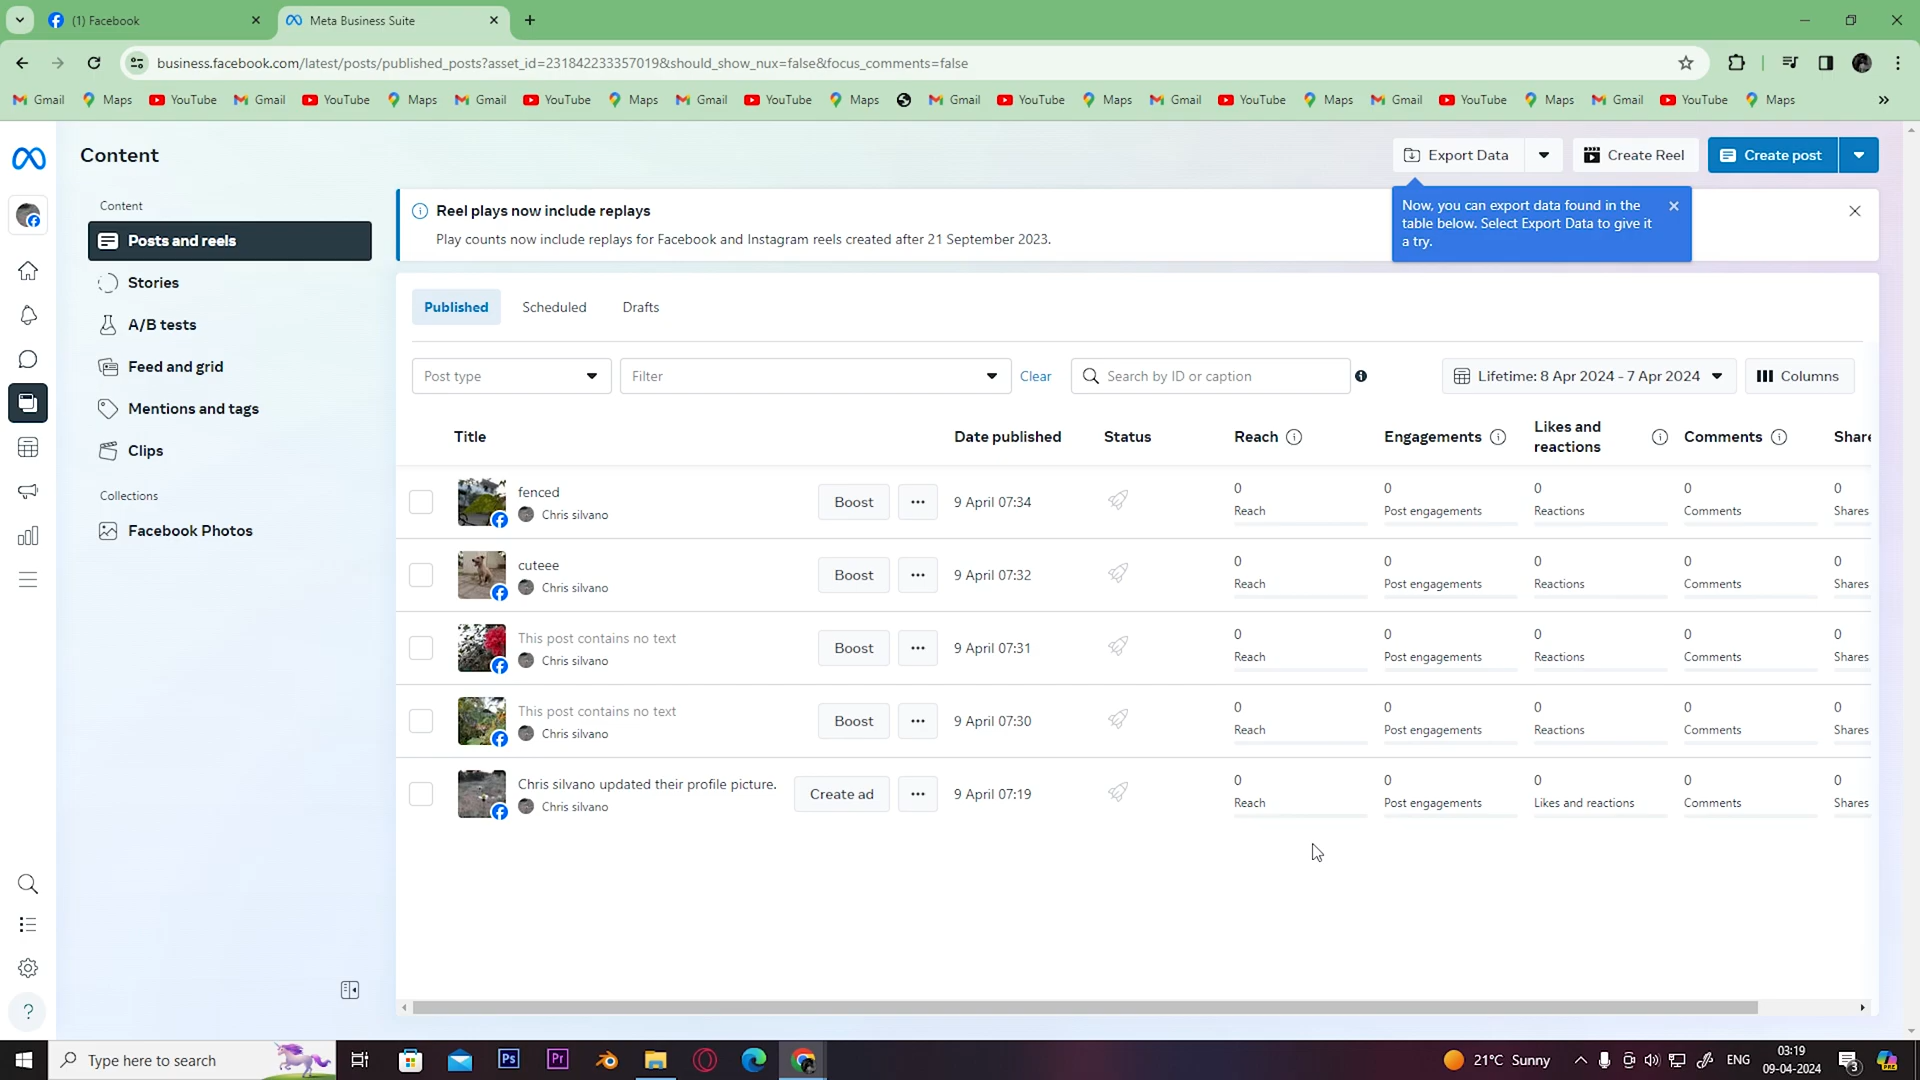 (1) Facebook
Meta Business Suite
business.facebook.com/latest/posts/published_posts?asset_id=231842233357019&should_show_nux=false&focus_comments=false
Gmail Maps YouTube Gmail YouTube Maps Gmail YouTube Maps Gmail YouTube Maps Gmail YouTube Maps Gmail YouTube Maps Gmail YouTube Maps Gmail YouTube Maps
Content
Export Data
Create Reel
Create post
Now, you can export data found in the
table below. Select Export Data to give it
a try.
Content
Posts and reels
Stories
A/B tests
Feed and grid
Mentions and tags
Clips
Collections
Facebook Photos
Reel plays now include replays
Play counts now include replays for Facebook and Instagram reels created after 21 September 2023.
Published Scheduled Drafts
Post type Filter Clear Search by ID or caption Lifetime: 8 Apr 2024 - 7 Apr 2024 Columns
Title Date published Status Reach Engagements Likes and
reactions Comments Share
fenced
Chris silvano
Boost ••• 9 April 07:34
0 0 0 0 0
Reach Post engagements Reactions Comments Shares
cuteee
Chris silvano
Boost ••• 9 April 07:32
0 0 0 0 0
Reach Post engagements Reactions Comments Shares
This post contains no text
Chris silvano
Boost ••• 9 April 07:31
0 0 0 0 0
Reach Post engagements Reactions Comments Shares
This post contains no text
Chris silvano
Boost ••• 9 April 07:30
0 0 0 0 0
Reach Post engagements Reactions Comments Shares
Chris silvano updated their profile picture.
Chris silvano
Create ad ••• 9 April 07:19
0 0 0 0 0
Reach Post engagements Likes and reactions Comments Shares
?
Type here to search
Ps
Pr
21°C Sunny
ENG
03:19
09-04-2024
3
PRE